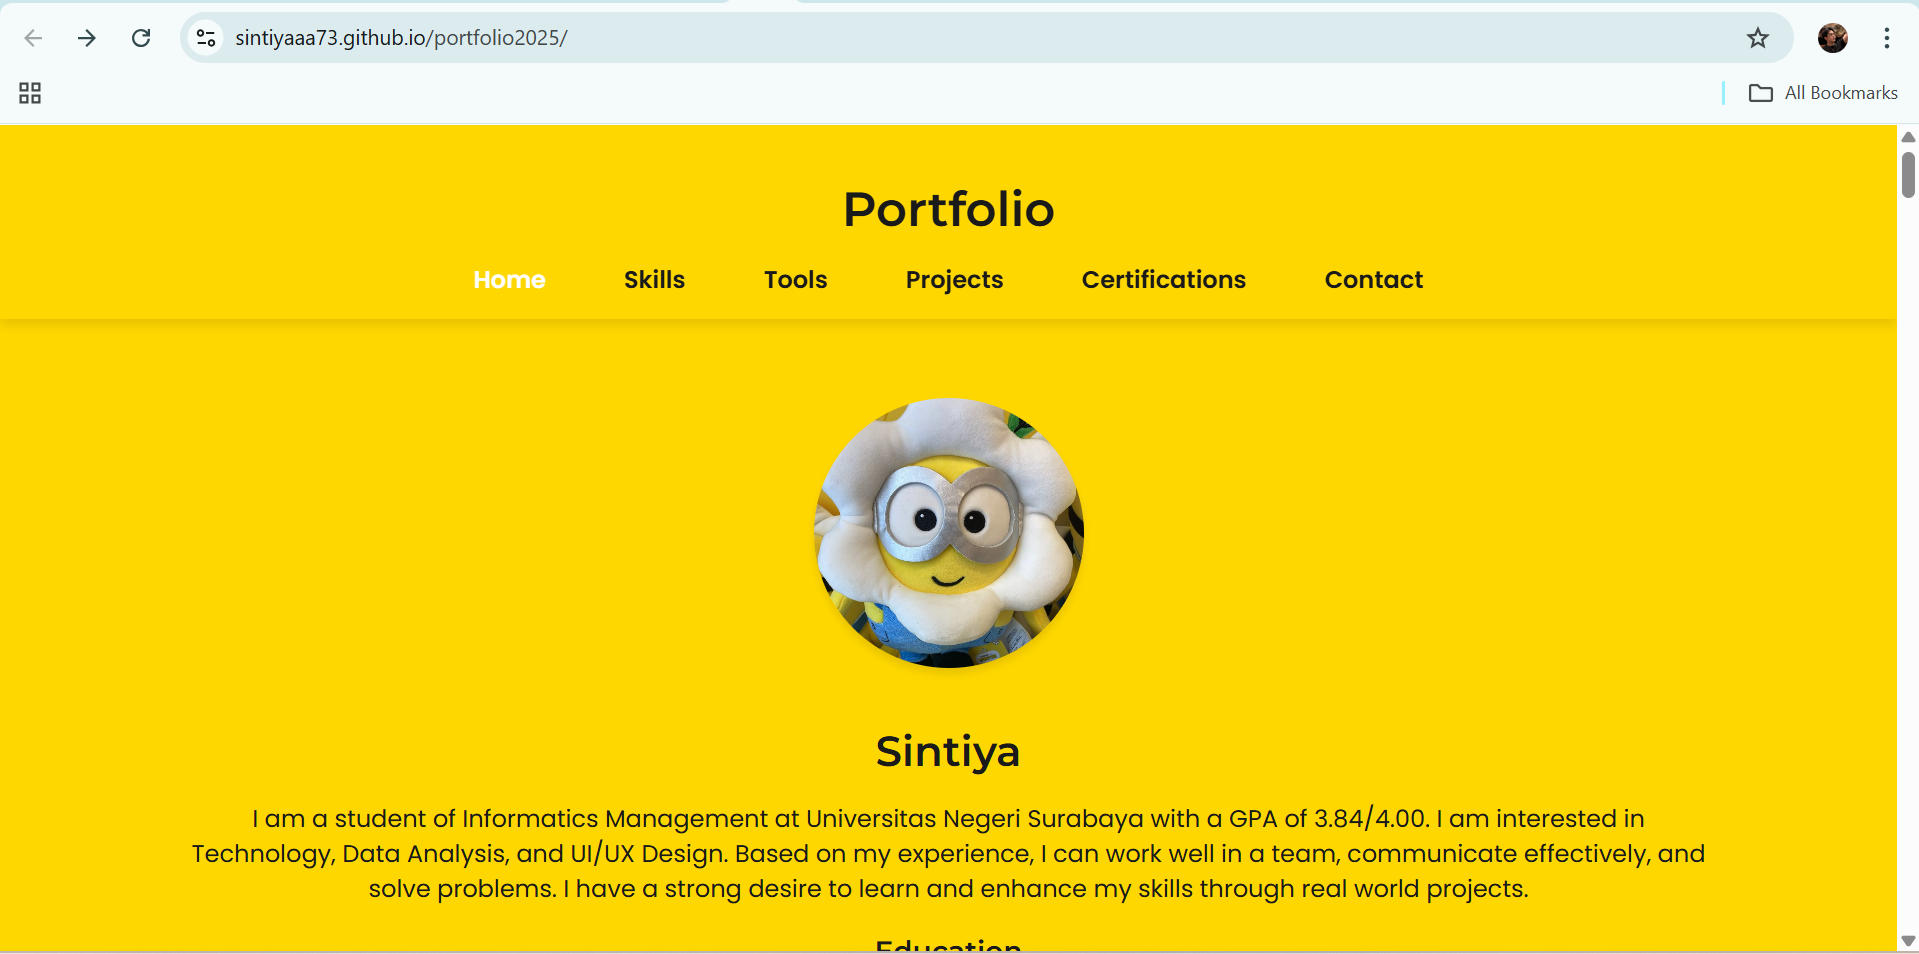 sintiyaaa73.github.io/portfolio2025/
All Bookmarks
Portfolio
Home Skills Tools Projects Certifications Contact
Sintiya
I am a student of Informatics Management at Universitas Negeri Surabaya with a GPA of 3.84/4.00. I am interested in
Technology, Data Analysis, and UI/UX Design. Based on my experience, I can work well in a team, communicate effectively, and
solve problems. I have a strong desire to learn and enhance my skills through real world projects.
Education